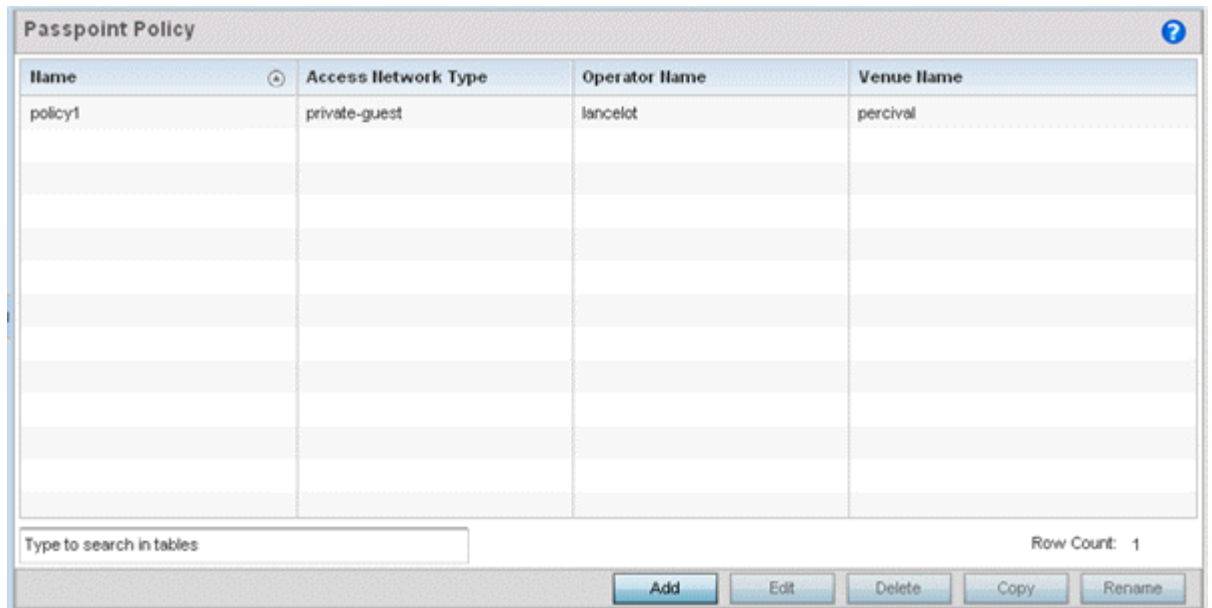 Passpoint Policy
Name Access Network Type Operator Name Venue Name
policy1 private-guest lancelot percival
Type to search in tables Row Count: 1
Add Edit Delete Copy Rename